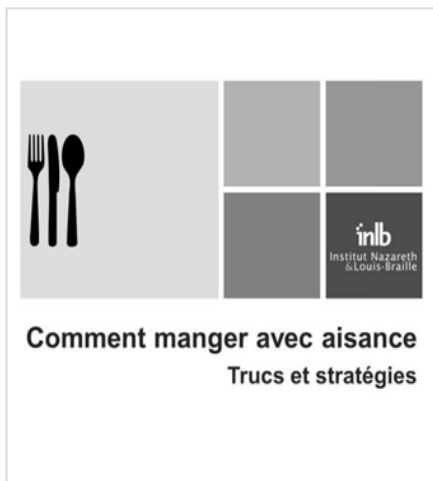 inlb
Institut Nazareth
&Louis-Braille
Comment manger avec aisance
Trucs et stratégies